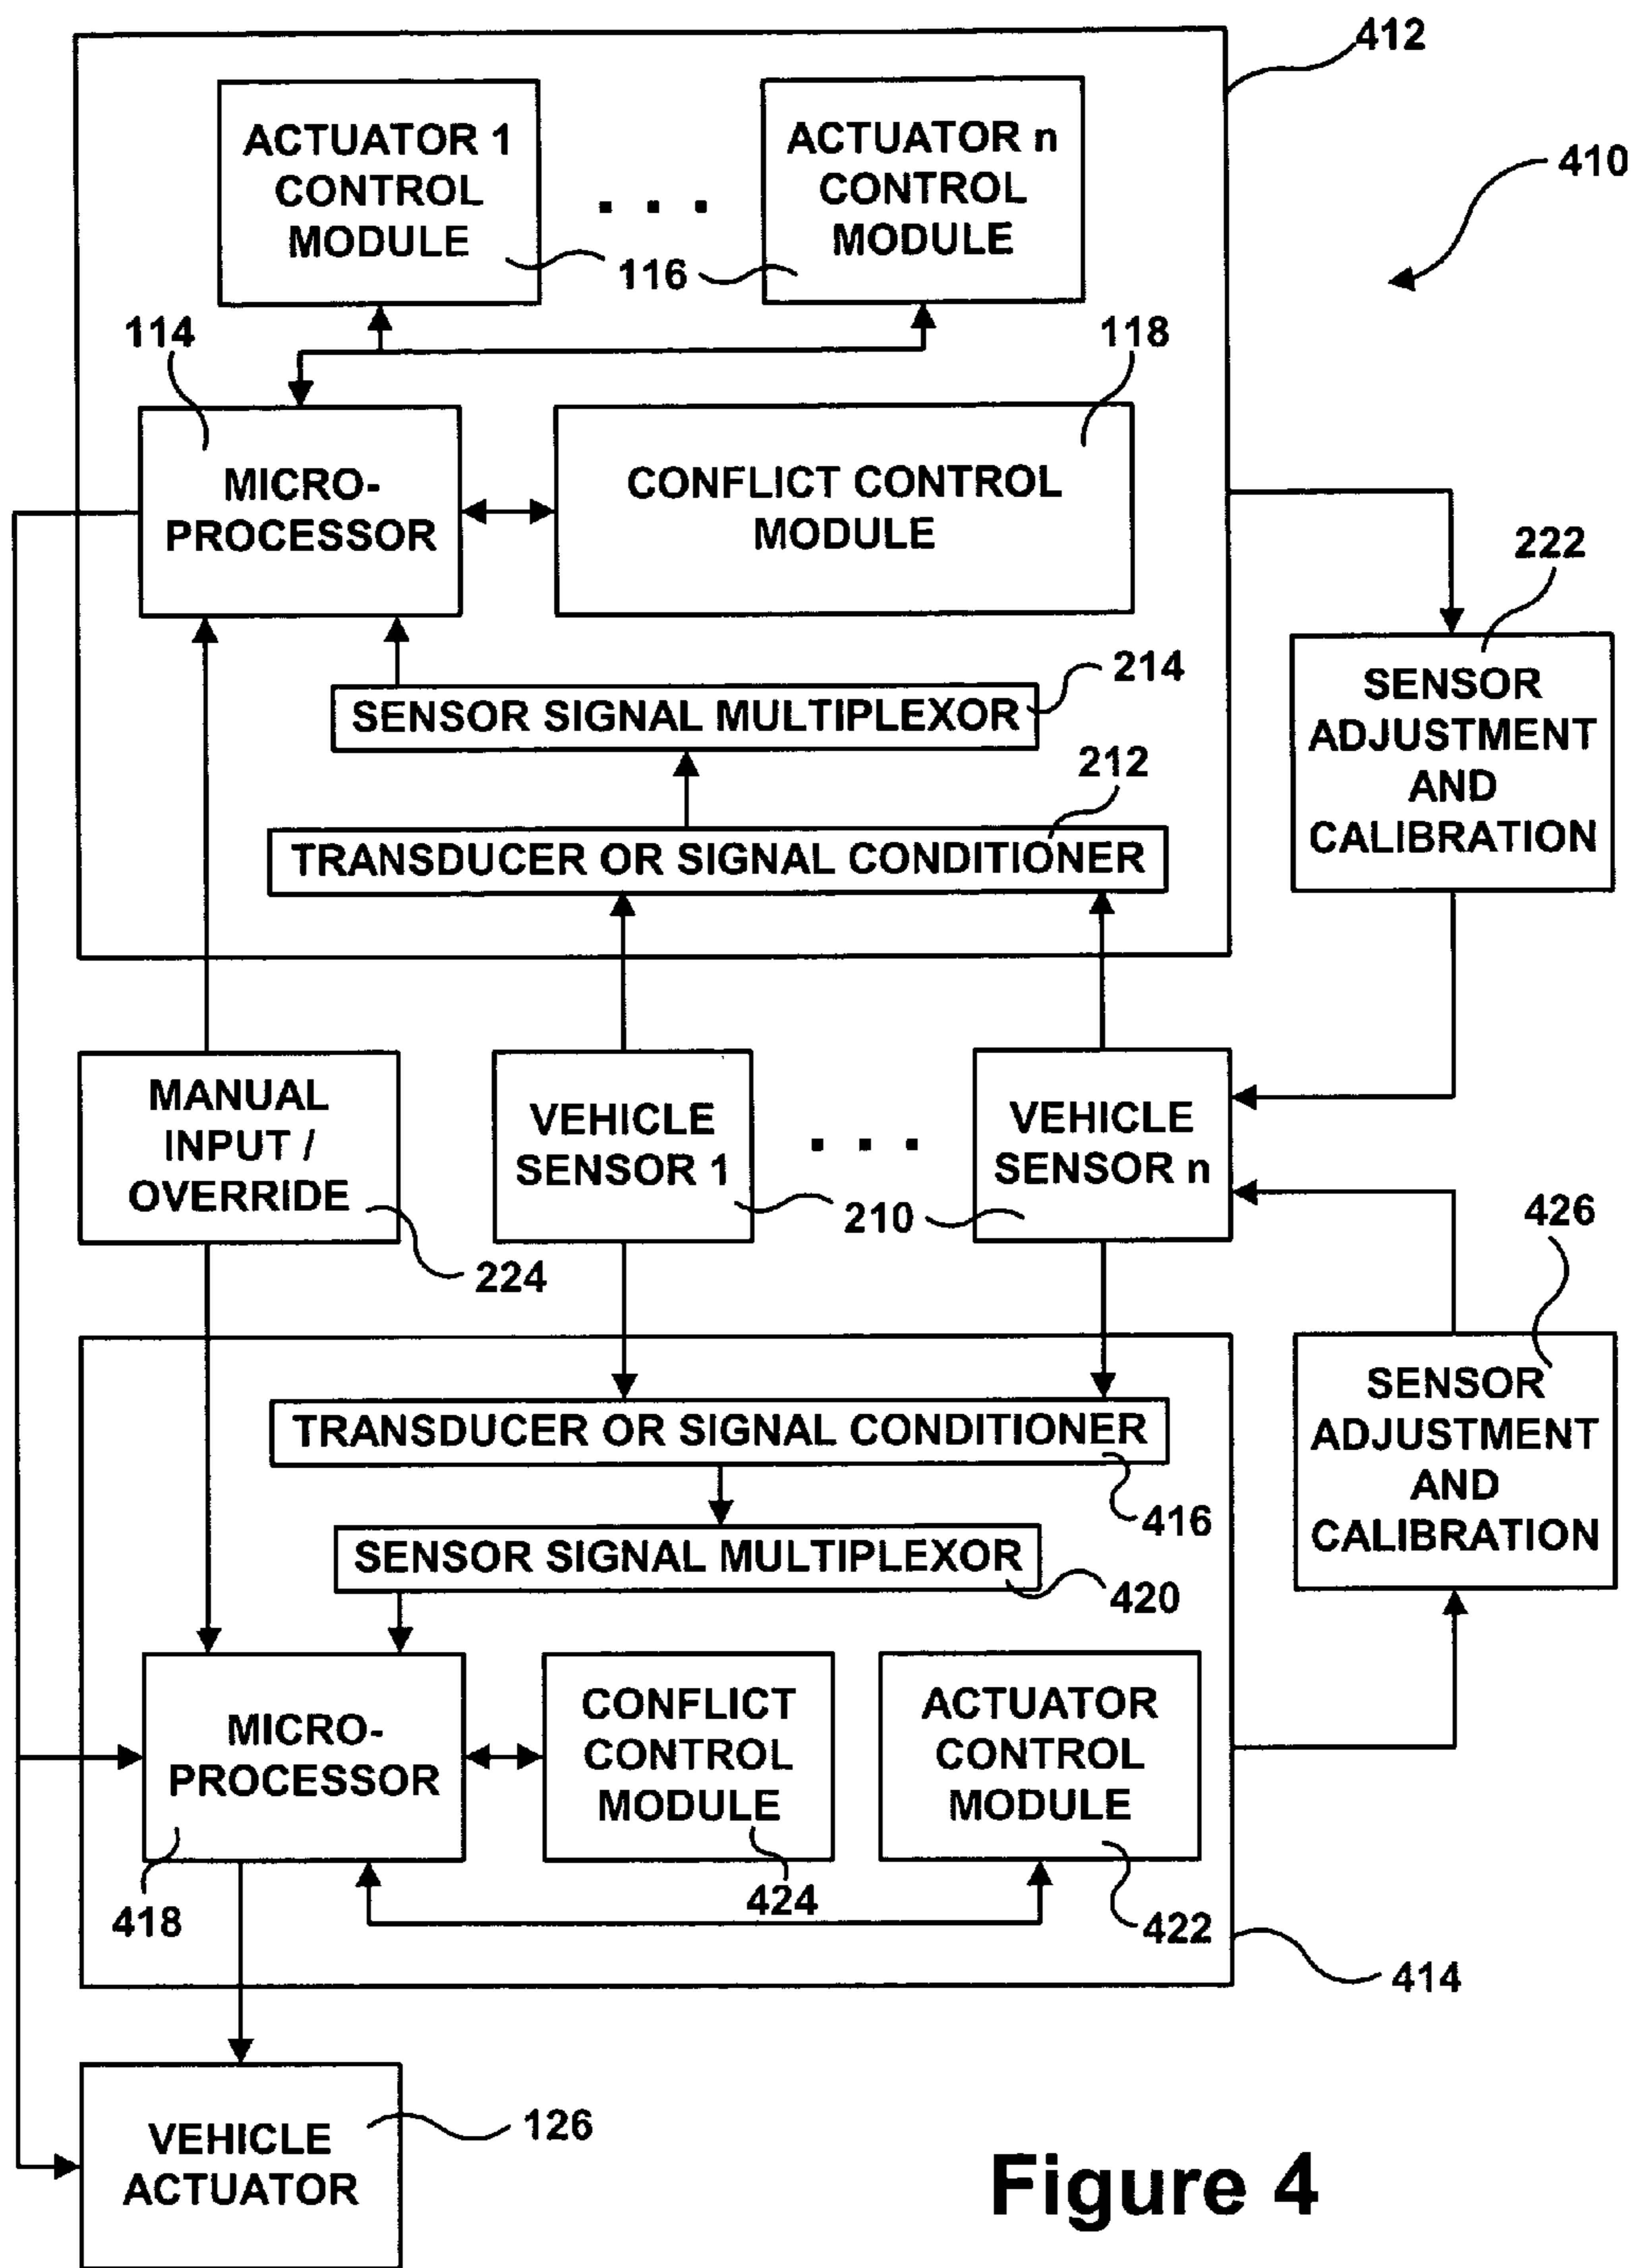 412
ACTUATOR 1
CONTROL
MODULE
ACTUATOR n
CONTROL
MODULE
410
. . .
116
114
118
MICRO-
PROCESSOR
CONFLICT CONTROL
MODULE
222
214
SENSOR SIGNAL MULTIPLEXOR
SENSOR
ADJUSTMENT
AND
CALIBRATION
212
TRANSDUCER OR SIGNAL CONDITIONER
MANUAL
INPUT /
OVERRIDE
VEHICLE
SENSOR 1
. . .
VEHICLE
SENSOR n
210
224
426
TRANSDUCER OR SIGNAL CONDITIONER
SENSOR
ADJUSTMENT
AND
CALIBRATION
416
SENSOR SIGNAL MULTIPLEXOR
420
MICRO-
PROCESSOR
CONFLICT
CONTROL
MODULE
ACTUATOR
CONTROL
MODULE
418
424
422
414
VEHICLE
ACTUATOR
126
Figure 4